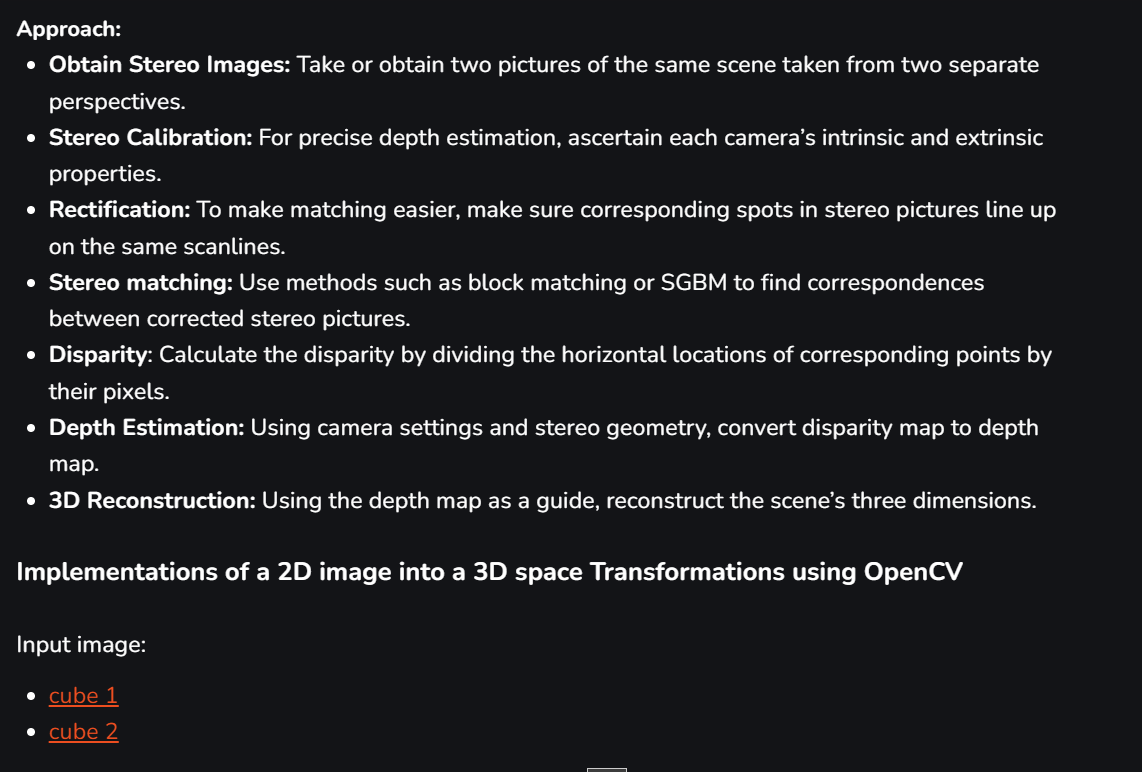 Approach:
• Obtain Stereo Images: Take or obtain two pictures of the same scene taken from two separate
perspectives.
• Stereo Calibration: For precise depth estimation, ascertain each camera’s intrinsic and extrinsic
properties.
• Rectification: To make matching easier, make sure corresponding spots in stereo pictures line up
on the same scanlines.
• Stereo matching: Use methods such as block matching or SGBM to find correspondences
between corrected stereo pictures.
• Disparity: Calculate the disparity by dividing the horizontal locations of corresponding points by
their pixels.
• Depth Estimation: Using camera settings and stereo geometry, convert disparity map to depth
map.
• 3D Reconstruction: Using the depth map as a guide, reconstruct the scene’s three dimensions.
Implementations of a 2D image into a 3D space Transformations using OpenCV
Input image:
• cube 1
• cube 2